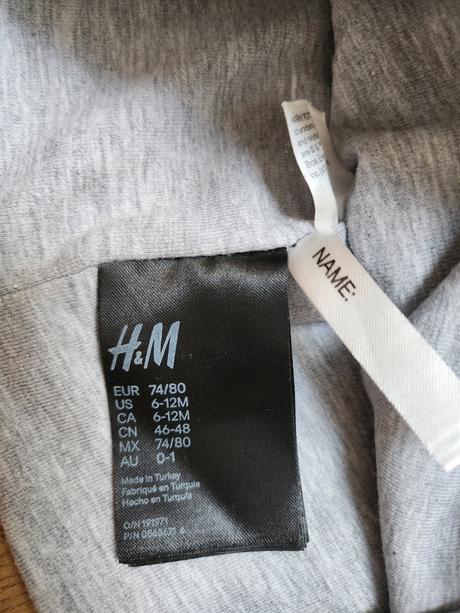 NAME:
H&M
EUR 74/80
US 6-12M
CA 6-12M
CN 46-48
MX 74/80
AU 0-1
Made in Turkey
Fabriqué en Turquie
Hecho en Turquía
O/N 191971